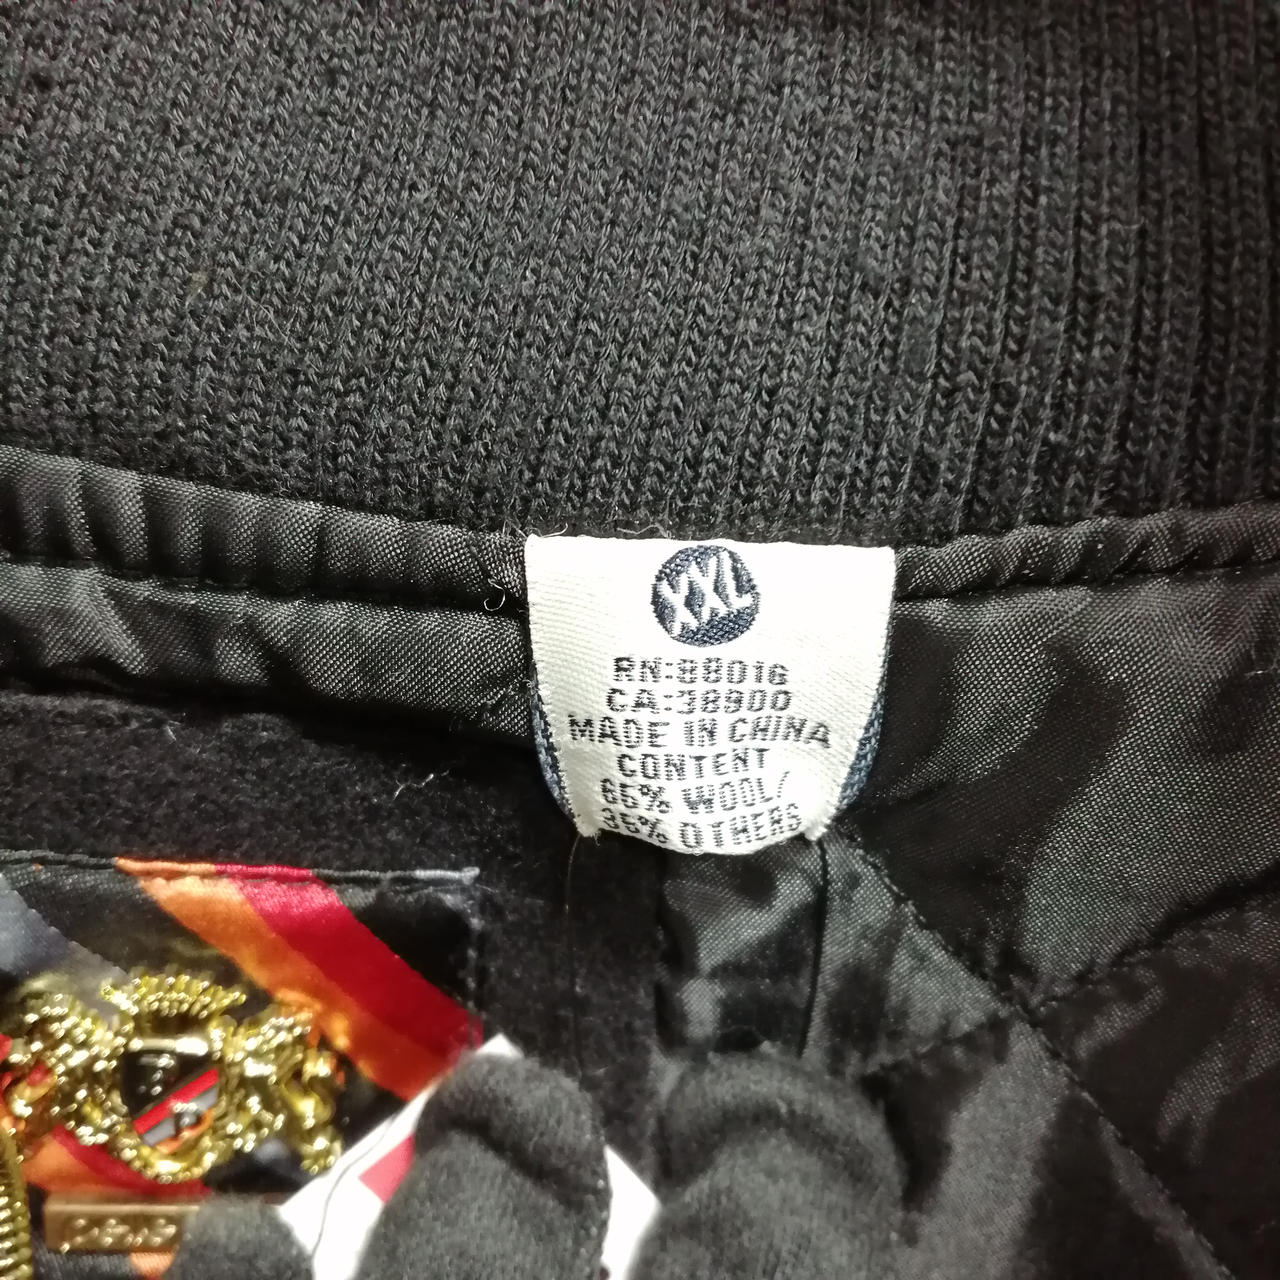 XXL
RN:88016
CA:38900
MADE IN CHINA
CONTENT
65% WOOL/
35% OTHERS